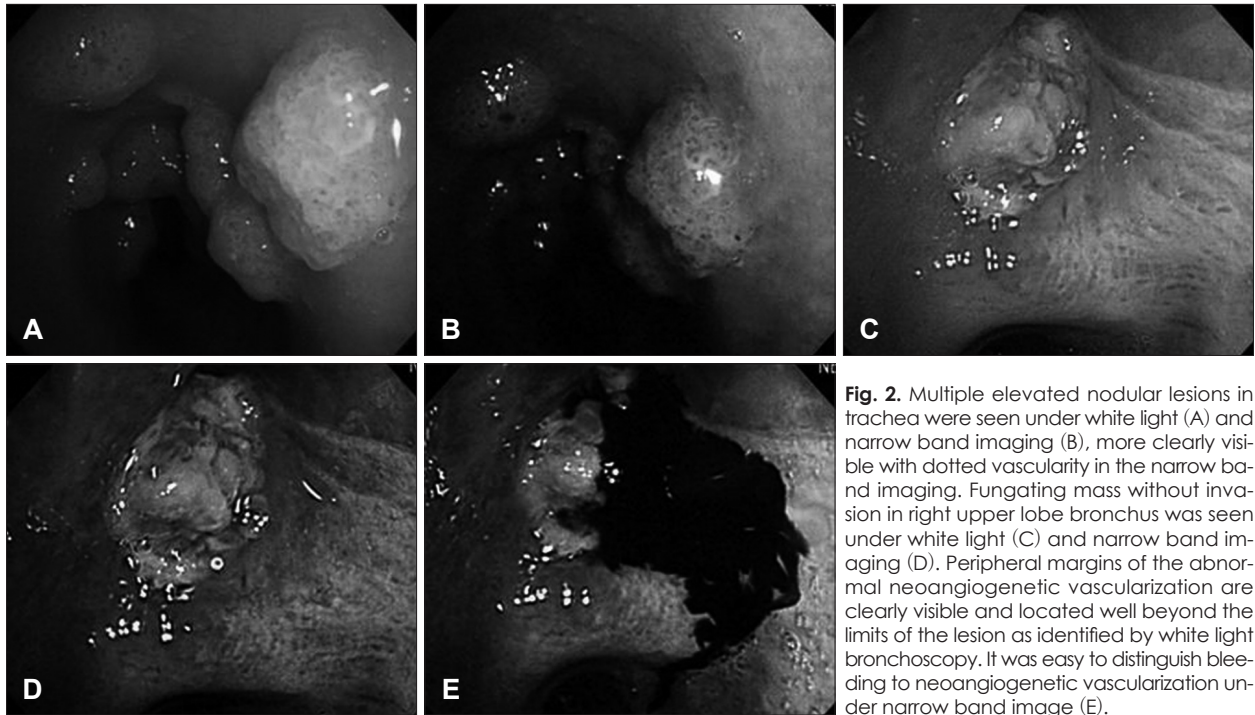 A
B
C
D
E
Fig. 2. Multiple elevated nodular lesions in
trachea were seen under white light (A) and
narrow band imaging (B), more clearly visi-
ble with dotted vascularity in the narrow ba-
nd imaging. Fungating mass without inva-
sion in right upper lobe bronchus was seen
under white light (C) and narrow band im-
aging (D). Peripheral margins of the abnor-
mal neoangiogenetic vascularization are
clearly visible and located well beyond the
limits of the lesion as identified by white light
bronchoscopy. It was easy to distinguish blee-
ding to neoangiogenetic vascularization un-
der narrow band image (E).